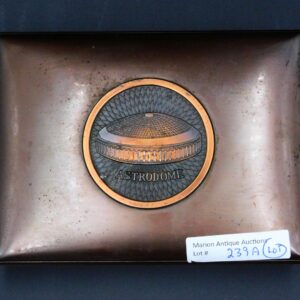 ASTRODOME
Marion Antique Auctions
Lot # 239A (LOT)